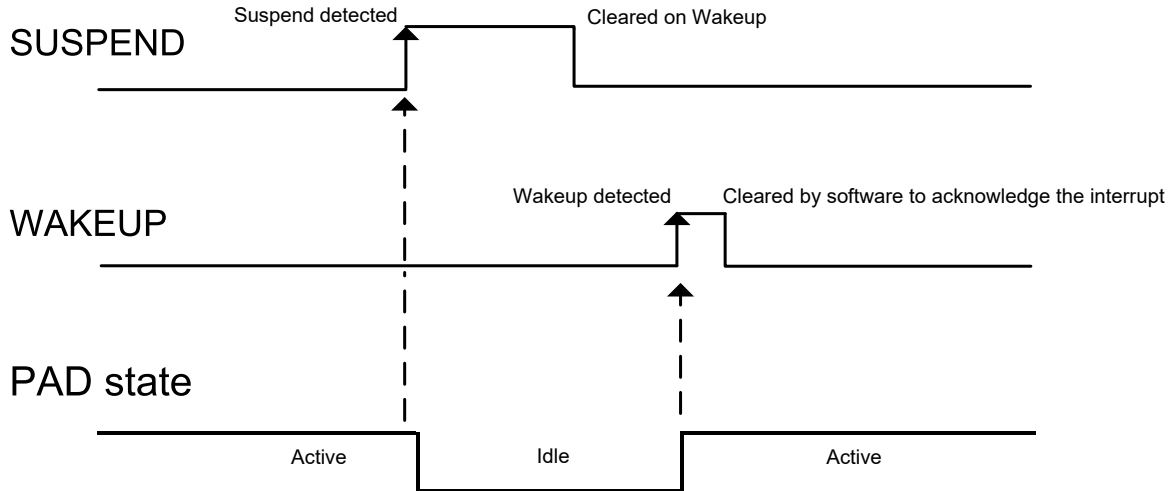 Suspend detected
Cleared on Wakeup
SUSPEND
Wakeup detected
Cleared by software to acknowledge the interrupt
WAKEUP
PAD state
Active
Idle
Active